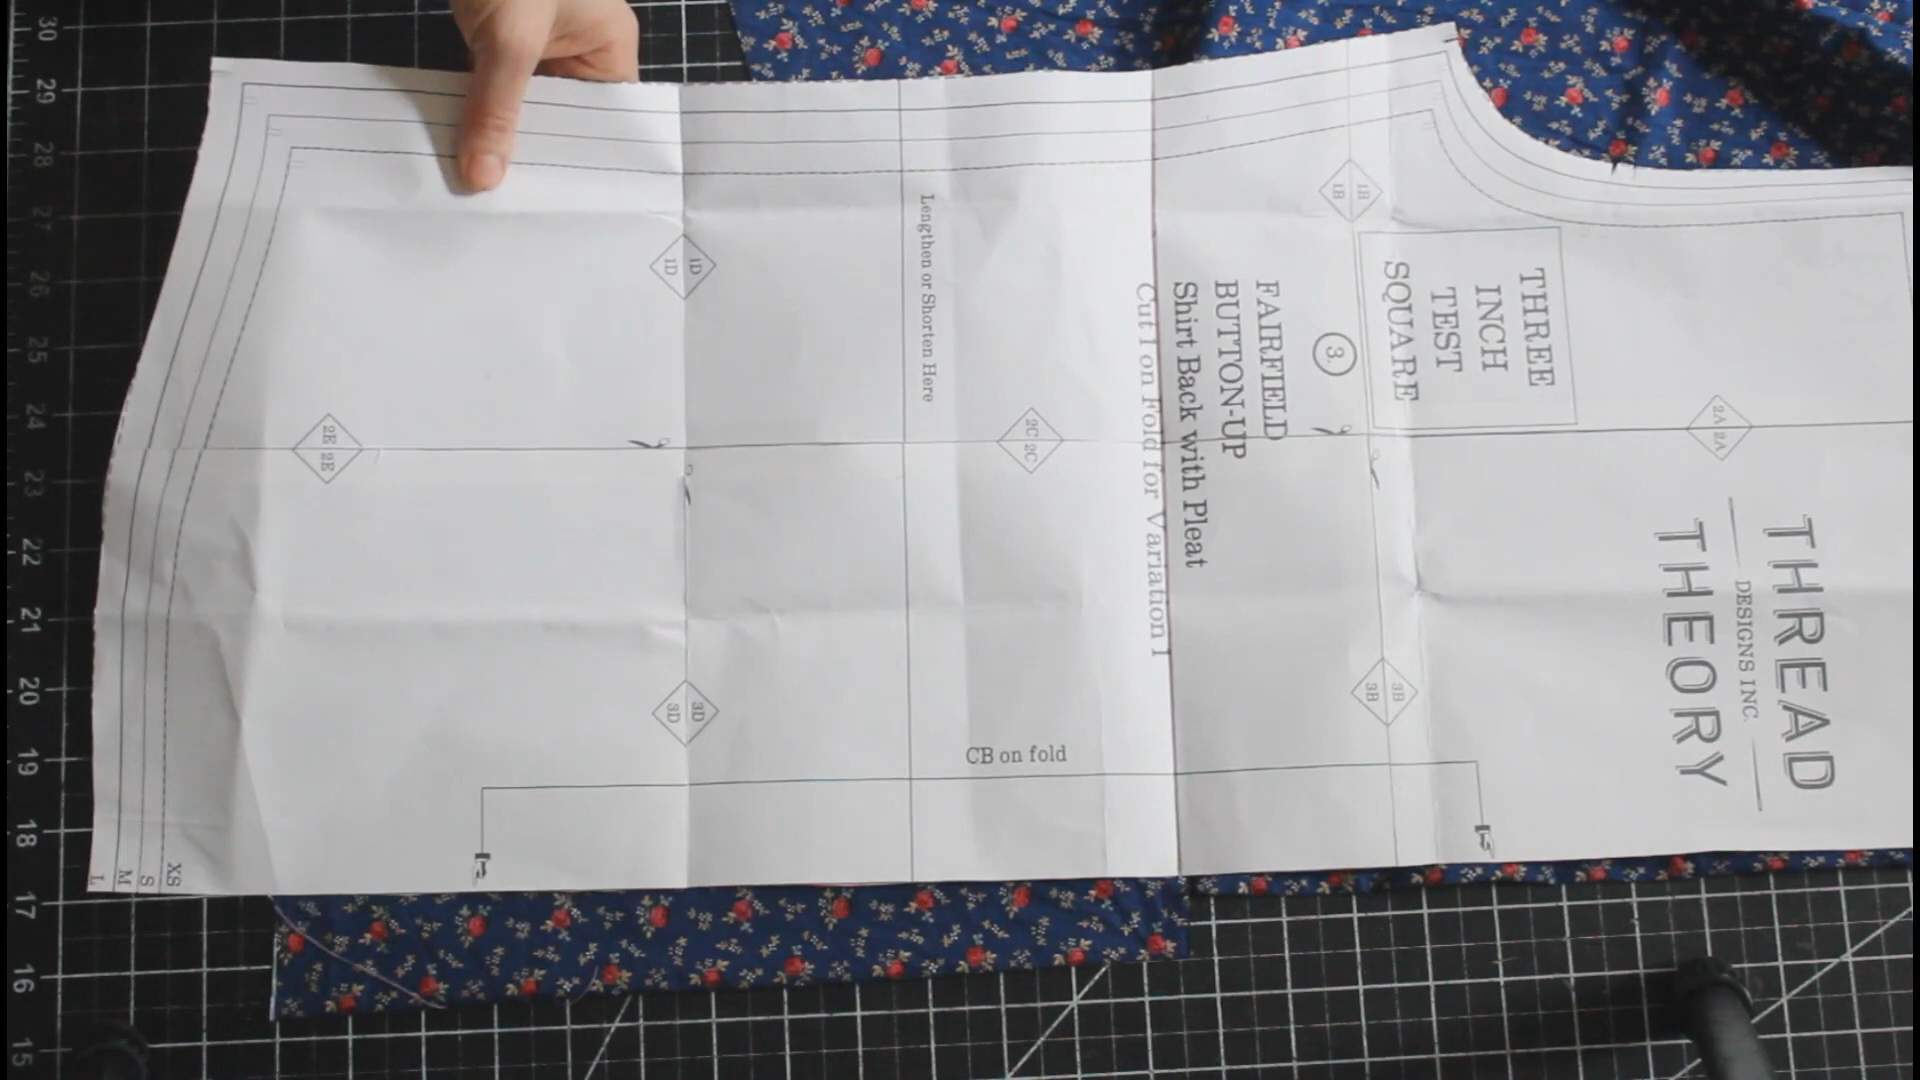 30
29
28
27
26
25
24
23
22
21
20
19
18
17
16
15
THREE
INCH
TEST
SQUARE
3.
FAIRFIELD
BUTTON-UP
Shirt Back with Pleat
Cut 1 on Fold for Variation 1
Lengthen or Shorten Here
CB on fold
THREAD
DESIGNS INC.
THEORY
1B 1B
1D 1D
2A 2A
2C 2C
2E 2E
3B 3B
3D 3D
XS
S
M
L